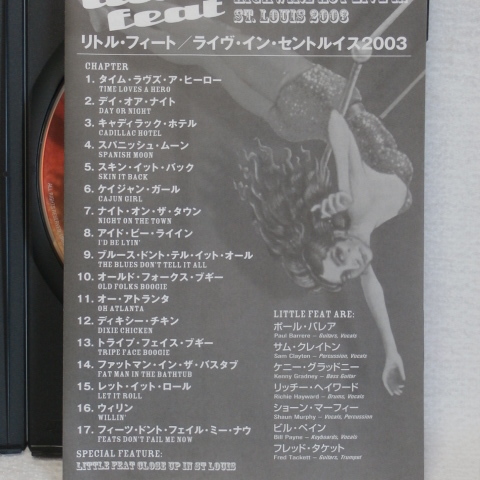 feat
ST. LOUIS 2003
リトル・フィート／ライヴ・イン・セントルイス2003
CHAPTER
1. タイム・ラヴズ・ア・ヒーロー
TIME LOVES A HERO
2. デイ・オア・ナイト
DAY OR NIGHT
3. キャディラック・ホテル
CADILLAC HOTEL
4. スパニッシュ・ムーン
SPANISH MOON
5. スキン・イット・バック
SKIN IT BACK
6. ケイジャン・ガール
CAJUN GIRL
7. ナイト・オン・ザ・タウン
NIGHT ON THE TOWN
8. アイド・ビー・ライイン
I'D BE LYIN'
9. ブルース・ドント・テル・イット・オール
THE BLUES DON'T TELL IT ALL
10. オールド・フォークス・ブギー
OLD FOLKS BOOGIE
11. オー・アトランタ
OH ATLANTA
12. ディキシー・チキン
DIXIE CHICKEN
13. トライプ・フェイス・ブギー
TRIPE FACE BOOGIE
14. ファットマン・イン・ザ・バスタブ
FAT MAN IN THE BATHTUB
15. レット・イット・ロール
LET IT ROLL
16. ウィリン
WILLIN'
17. フィーツ・ドント・フェイル・ミー・ナウ
FEATS DON'T FAIL ME NOW
SPECIAL FEATURE:
LITTLE FEAT CLOSE UP IN ST LOUIS
LITTLE FEAT ARE:
ポール・バレア
Paul Barrere – Guitars, Vocals
サム・クレイトン
Sam Clayton – Percussion, Vocals
ケニー・グラッドニー
Kenny Gradney – Bass Guitar
リッチー・ヘイワード
Richie Hayward – Drums, Vocals
ショーン・マーフィー
Shaun Murphy – Vocals, Percussion
ビル・ペイン
Bill Payne – Keyboards, Vocals
フレッド・タケット
Fred Tackett – Guitars, Trumpet